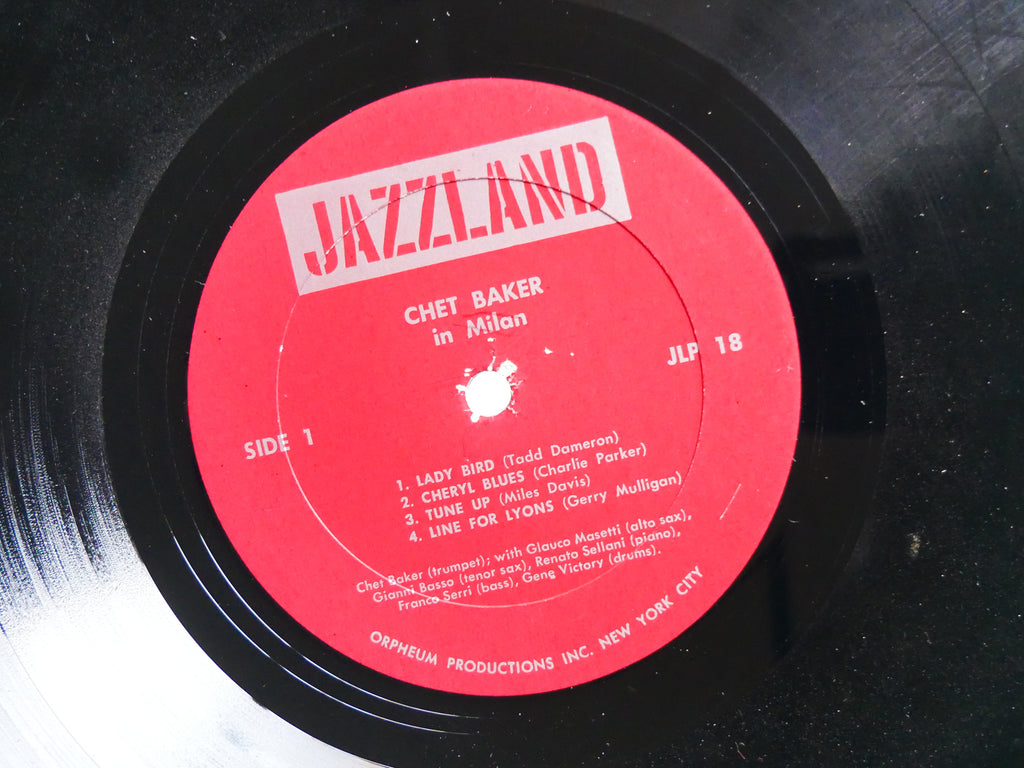 JAZZLAND
CHET BAKER
in Milan
JLP 18
SIDE 1
1. LADY BIRD (Tadd Dameron)
2. CHERYL BLUES (Charlie Parker)
3. TUNE UP (Miles Davis)
4. LINE FOR LYONS (Gerry Mulligan)
Chet Baker (trumpet); with Glauco Masetti (alto sax),
Gianni Basso (tenor sax), Renato Sellani (piano),
Franco Serri (bass), Gene Victory (drums).
ORPHEUM PRODUCTIONS INC. NEW YORK CITY